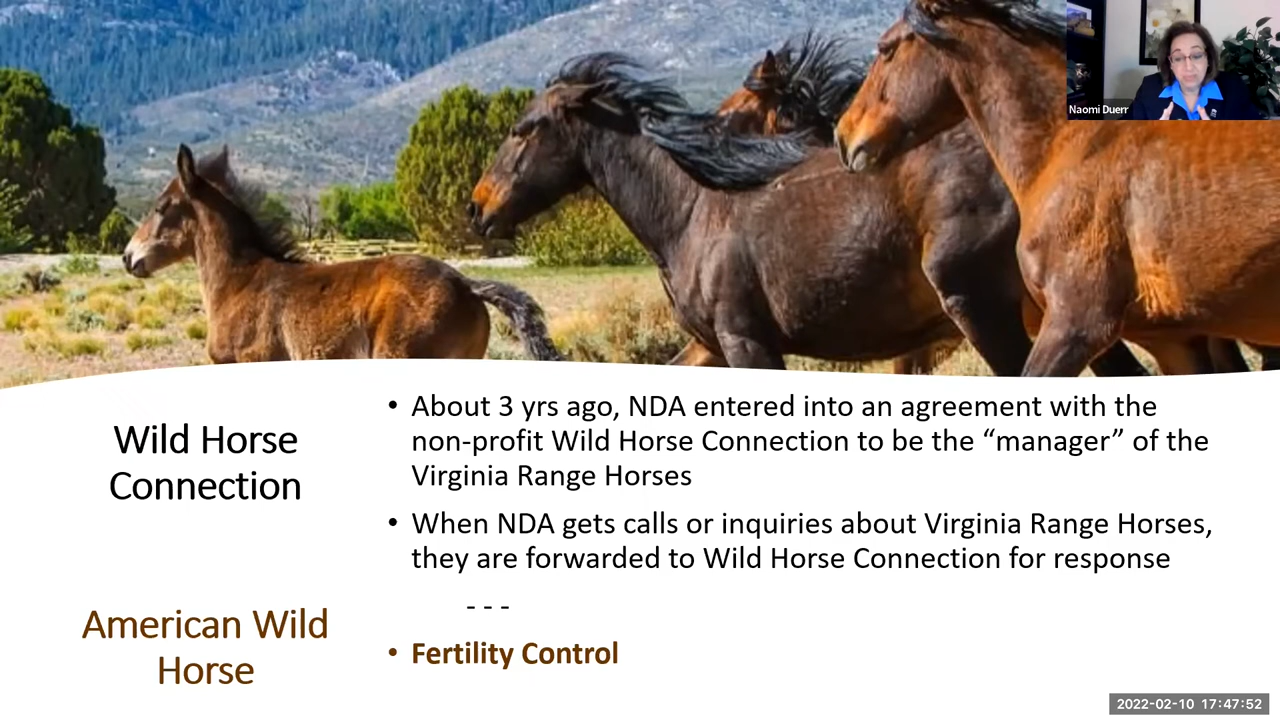 Naomi Duerr
Wild Horse
Connection
• About 3 yrs ago, NDA entered into an agreement with the
non-profit Wild Horse Connection to be the “manager” of the
Virginia Range Horses
• When NDA gets calls or inquiries about Virginia Range Horses,
they are forwarded to Wild Horse Connection for response
- - -
American Wild
Horse
• Fertility Control
2022-02-10 17:47:52